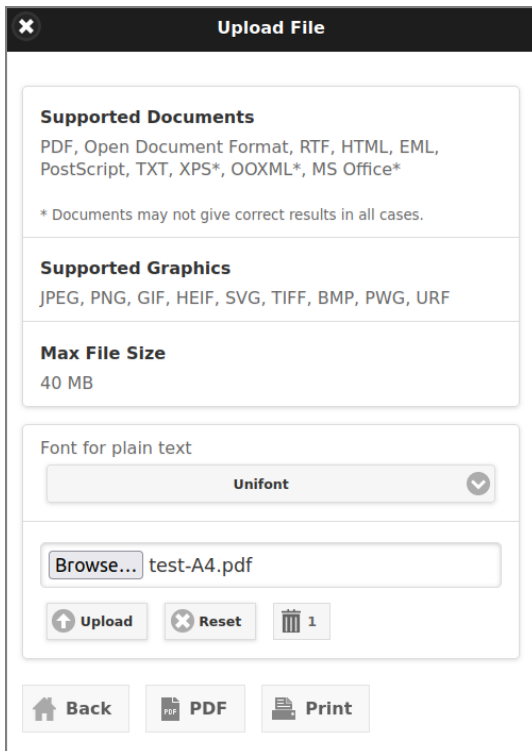 Upload File
Supported Documents
PDF, Open Document Format, RTF, HTML, EML,
PostScript, TXT, XPS*, OOXML*, MS Office*
* Documents may not give correct results in all cases.
Supported Graphics
JPEG, PNG, GIF, HEIF, SVG, TIFF, BMP, PWG, URF
Max File Size
40 MB
Font for plain text
Unifont
Browse... test-A4.pdf
Upload Reset 1
Back PDF PDF Print